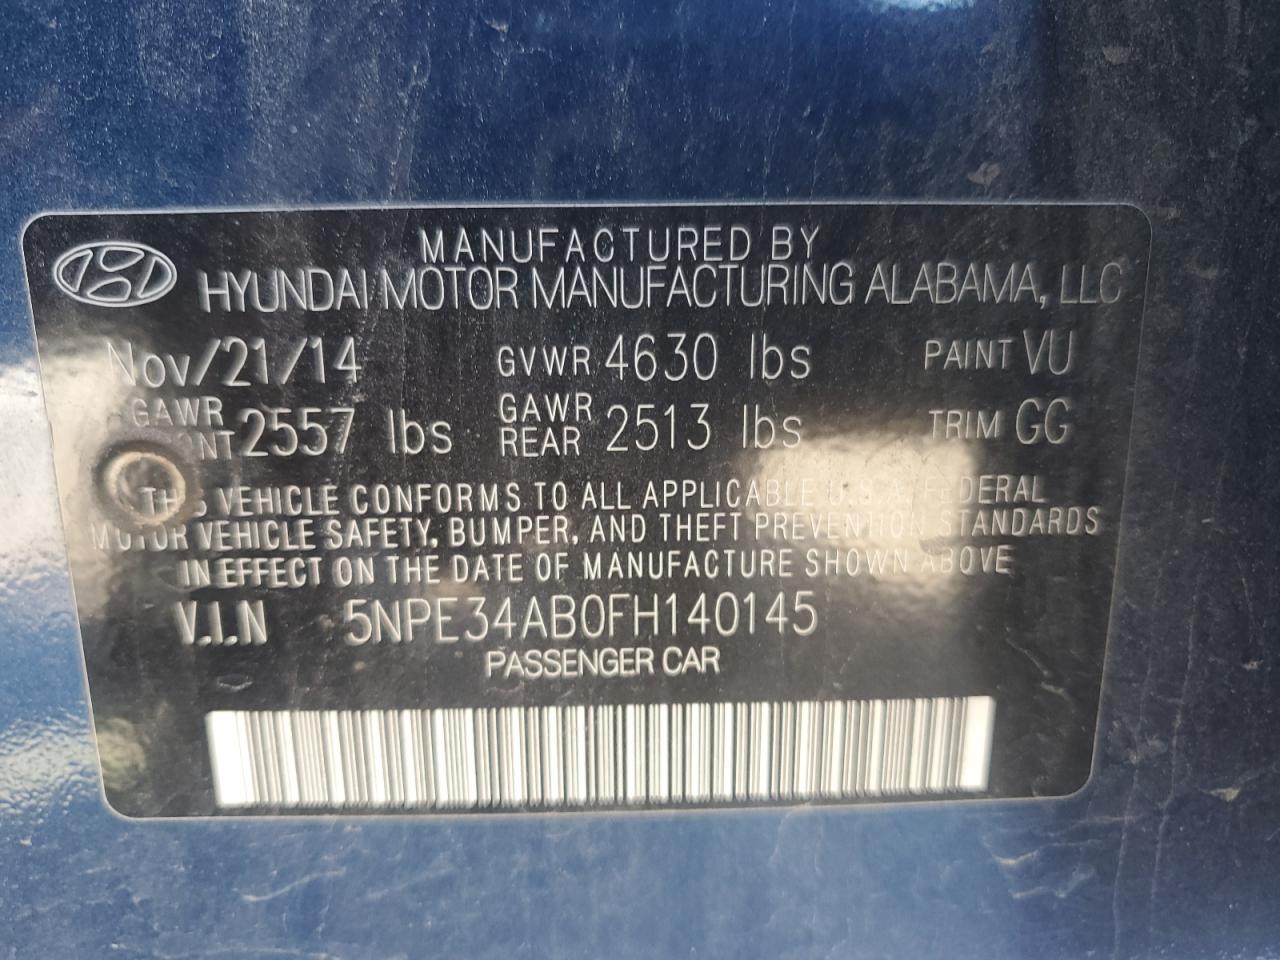 MANUFACTURED BY
HYUNDAI MOTOR MANUFACTURING ALABAMA, LLC
Nov/21/14 GVWR 4630 lbs PAINT VU
GAWR 2557 lbs GAWR REAR 2513 lbs TRIM GG
THIS VEHICLE CONFORMS TO ALL APPLICABLE U.S.A. FEDERAL
MOTOR VEHICLE SAFETY, BUMPER, AND THEFT PREVENTION STANDARDS
IN EFFECT ON THE DATE OF MANUFACTURE SHOWN ABOVE
V.I.N 5NPE34AB0FH140145
PASSENGER CAR